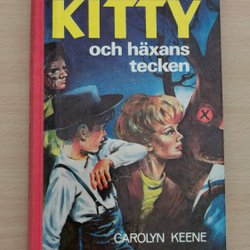 KITTY
och häxans
tecken
CAROLYN KEENE